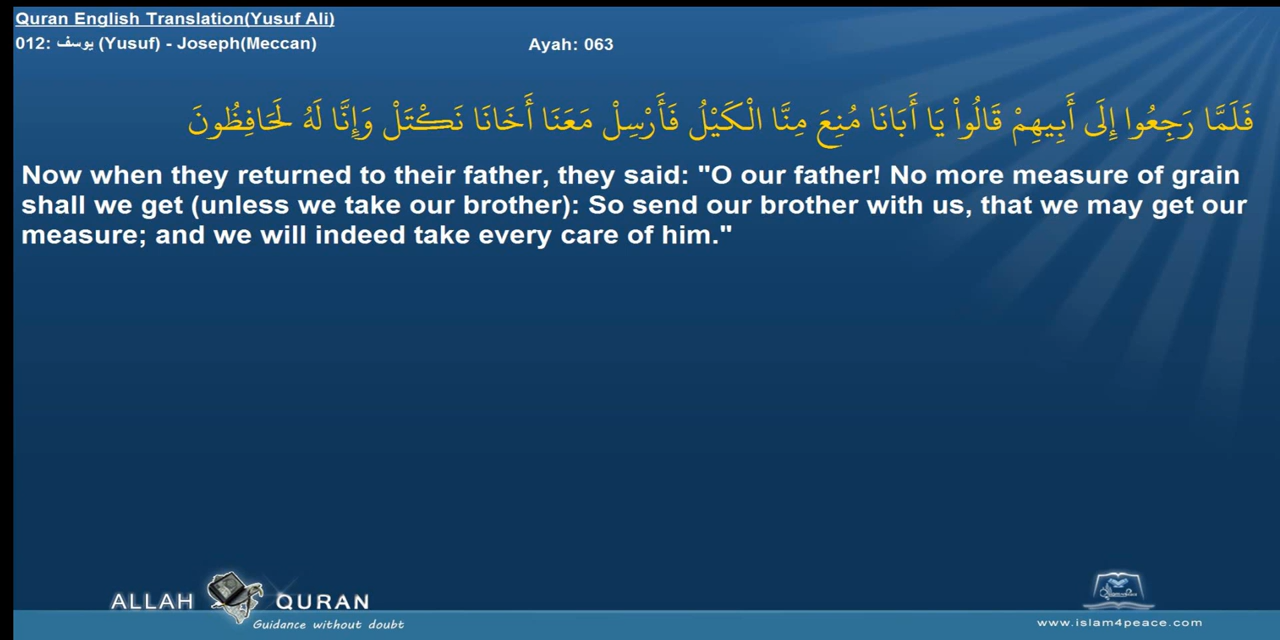 Quran English Translation(Yusuf Ali)
012: يوسف (Yusuf) - Joseph(Meccan)
Ayah: 063
فَلَمَّا رَجِعُوا إِلَى أَبِيهِمْ قَالُواْ يَا أَبَانَا مُنِعَ مِنَّا الْكَيْلُ فَأَرْسِلْ مَعَنَا أَخَانَا نَكْتَلْ وَإِنَّا لَهُ لَحَافِظُونَ
Now when they returned to their father, they said: "O our father! No more measure of grain
shall we get (unless we take our brother): So send our brother with us, that we may get our
measure; and we will indeed take every care of him."
ALLAH QURAN
Guidance without doubt
www.islam4peace.com